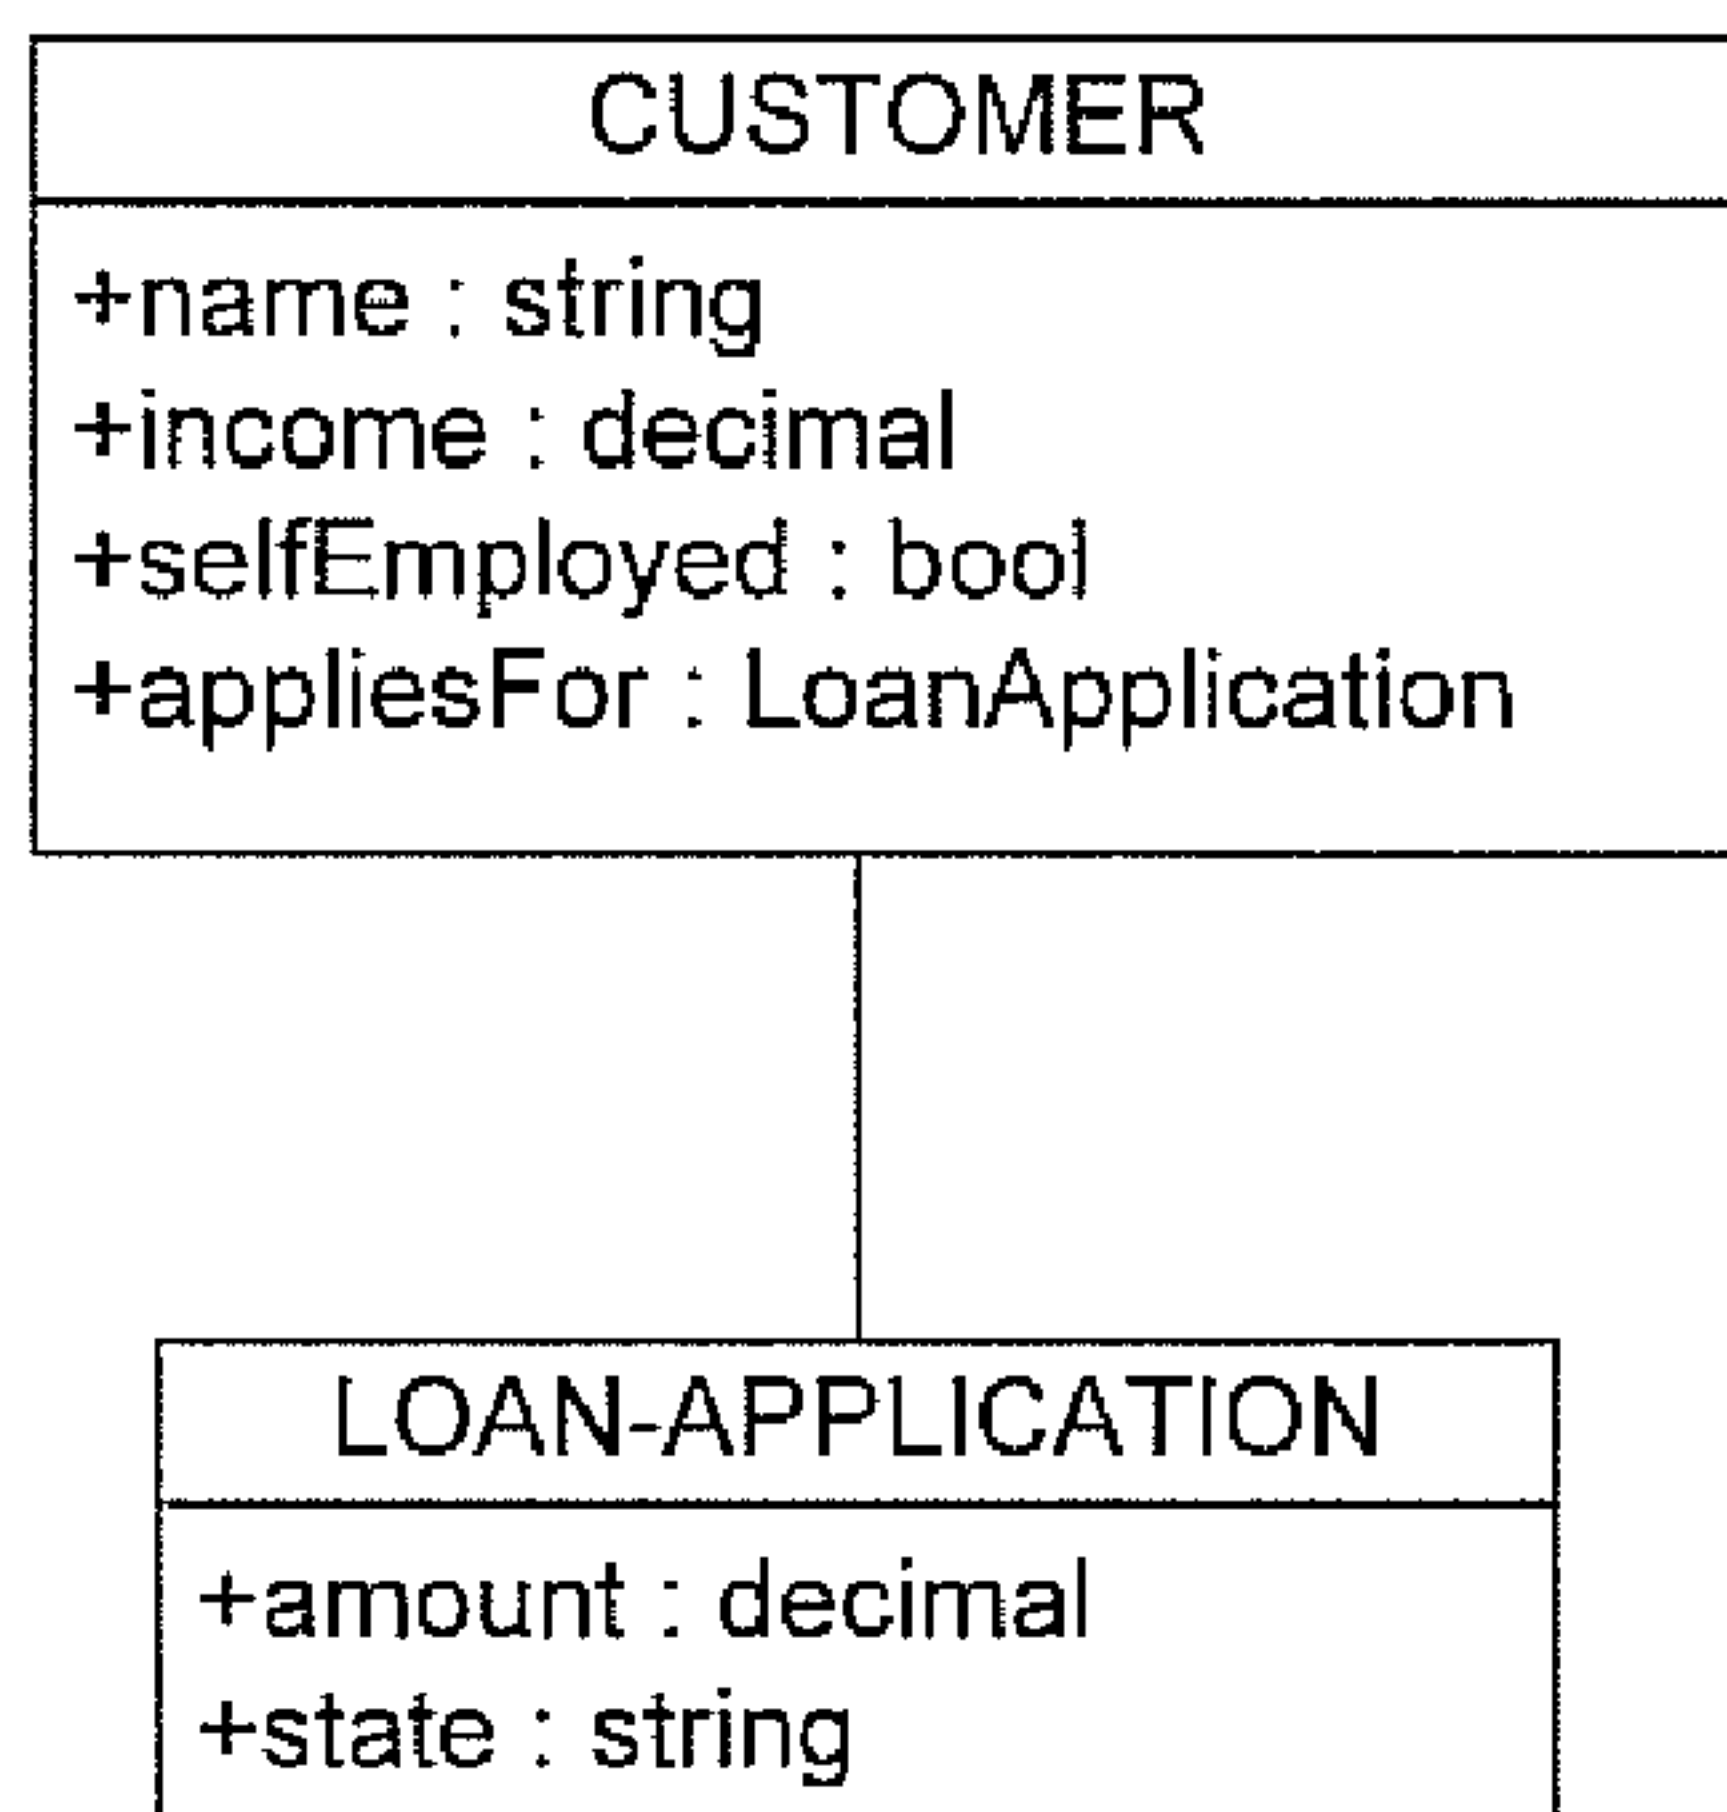 CUSTOMER
+name : string
+income : decimal
+selfEmployed : bool
+appliesFor : LoanApplication
LOAN-APPLICATION
+amount : decimal
+state : string